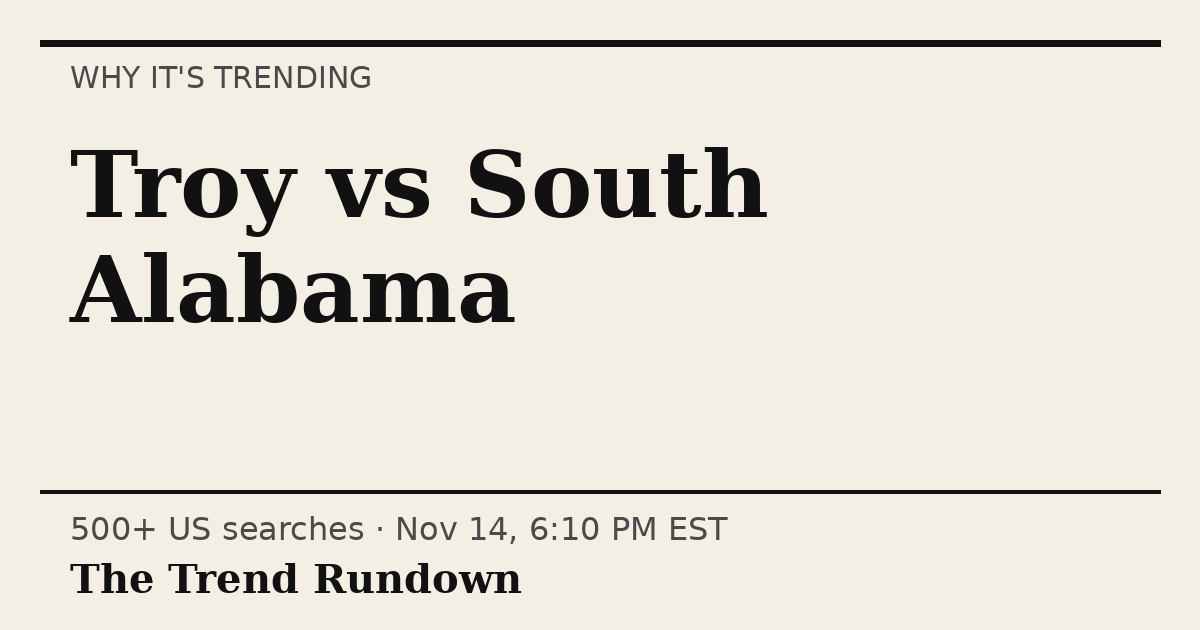 WHY IT'S TRENDING
Troy vs South
Alabama
500+ US searches · Nov 14, 6:10 PM EST
The Trend Rundown